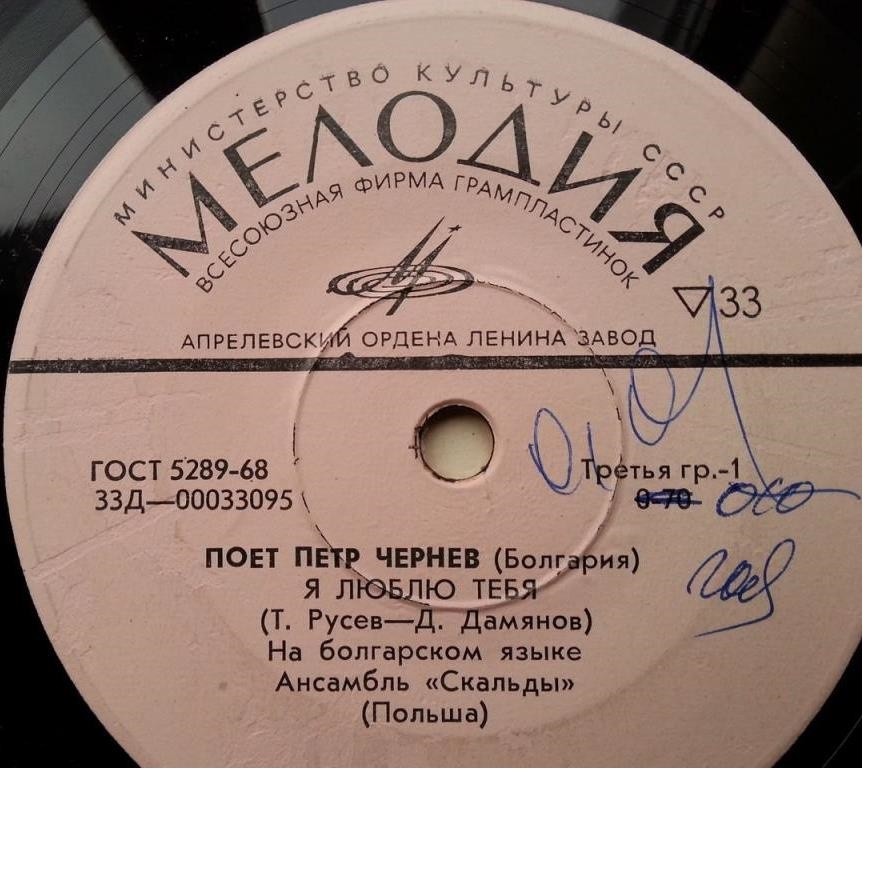 МИНИСТЕРСТВО КУЛЬТУРЫ СССР
МЕЛОДИЯ
ВСЕСОЮЗНАЯ ФИРМА ГРАМПЛАСТИНОК
▽33
АПРЕЛЕВСКИЙ ОРДЕНА ЛЕНИНА ЗАВОД
ГОСТ 5289-68
Третья гр.-1
33Д—00033095
0-70
ПОЕТ ПЕТР ЧЕРНЕВ (Болгария)
Я ЛЮБЛЮ ТЕБЯ
(Т. Русев—Д. Дамянов)
На болгарском языке
Ансамбль «Скальды»
(Польша)